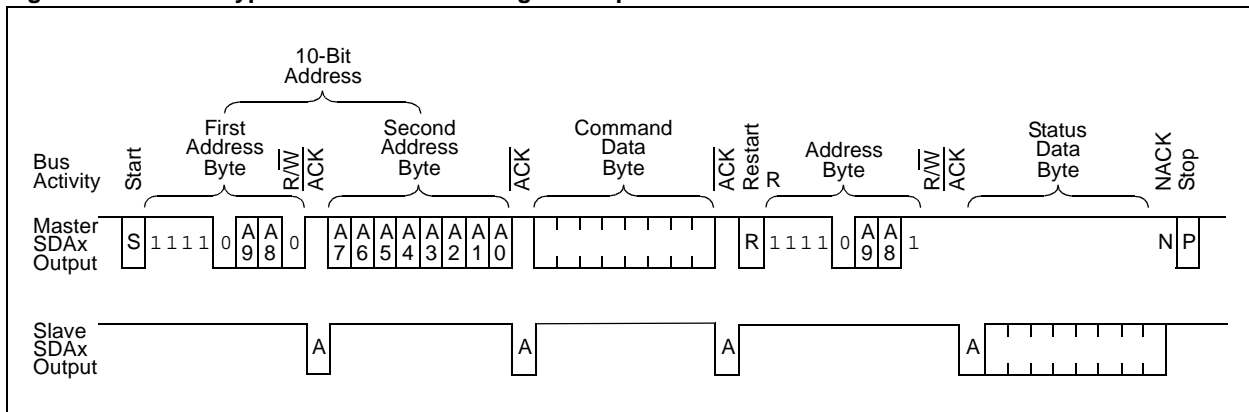 10-Bit
Address
First
Address
Byte
Second
Address
Byte
Command
Data
Byte
Address
Byte
Status
Data
Byte
Bus
Activity
Start
R/W
ACK
ACK
ACK
Restart
R
R/W
ACK
NACK
Stop
Master
SDAx
Output
S 1 1 1 1 0 A9 A8 0 A7 A6 A5 A4 A3 A2 A1 A0 R 1 1 1 1 0 A9 A8 1 N P
Slave
SDAx
Output
A A A A